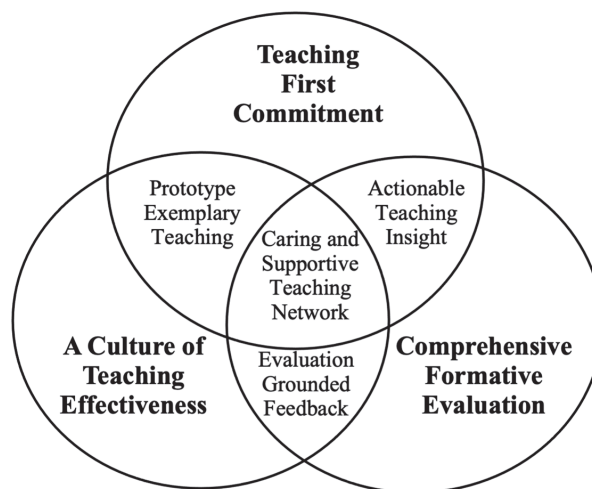 Teaching
First
Commitment
Prototype
Exemplary
Teaching
Actionable
Teaching
Insight
Caring and
Supportive
Teaching
Network
A Culture of
Teaching
Effectiveness
Evaluation
Grounded
Feedback
Comprehensive
Formative
Evaluation